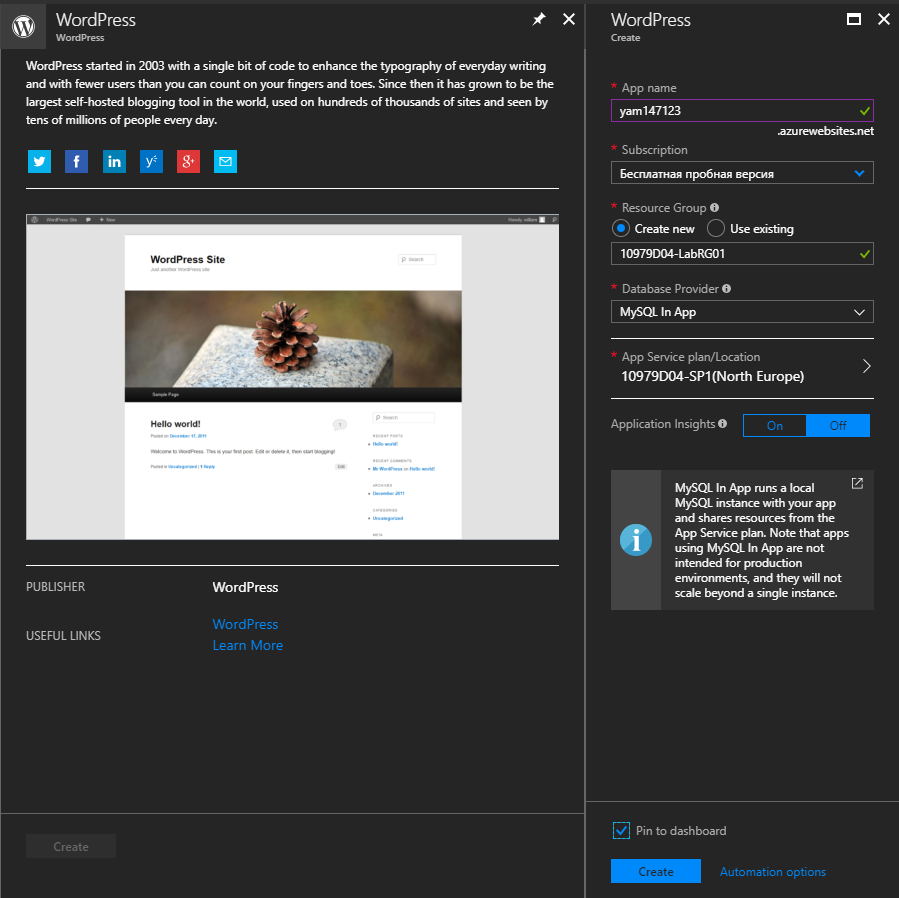 WordPress
WordPress
WordPress started in 2003 with a single bit of code to enhance the typography of everyday writing
and with fewer users than you can count on your fingers and toes. Since then it has grown to be the
largest self-hosted blogging tool in the world, used on hundreds of thousands of sites and seen by
tens of millions of people every day.
WordPress Site
New
Howdy, william
WordPress Site
Just another WordPress site
Search
Sample Page
Hello world!
1
Posted on December 17, 2011
Welcome to WordPress. This is your first post. Edit or delete it, then start blogging!
Posted in Uncategorized | 1 Reply
Edit
Search
RECENT POSTS
Hello world!
RECENT COMMENTS
Mr WordPress on Hello world!
ARCHIVES
December 2011
CATEGORIES
Uncategorized
META
PUBLISHER
WordPress
USEFUL LINKS
WordPress
Learn More
Create
WordPress
Create
* App name
yam147123
.azurewebsites.net
* Subscription
Бесплатная пробная версия
* Resource Group
Create new
Use existing
10979D04-LabRG01
* Database Provider
MySQL In App
* App Service plan/Location
10979D04-SP1(North Europe)
Application Insights
On
Off
MySQL In App runs a local
MySQL instance with your app
and shares resources from the
App Service plan. Note that apps
using MySQL In App are not
intended for production
environments, and they will not
scale beyond a single instance.
Pin to dashboard
Create
Automation options